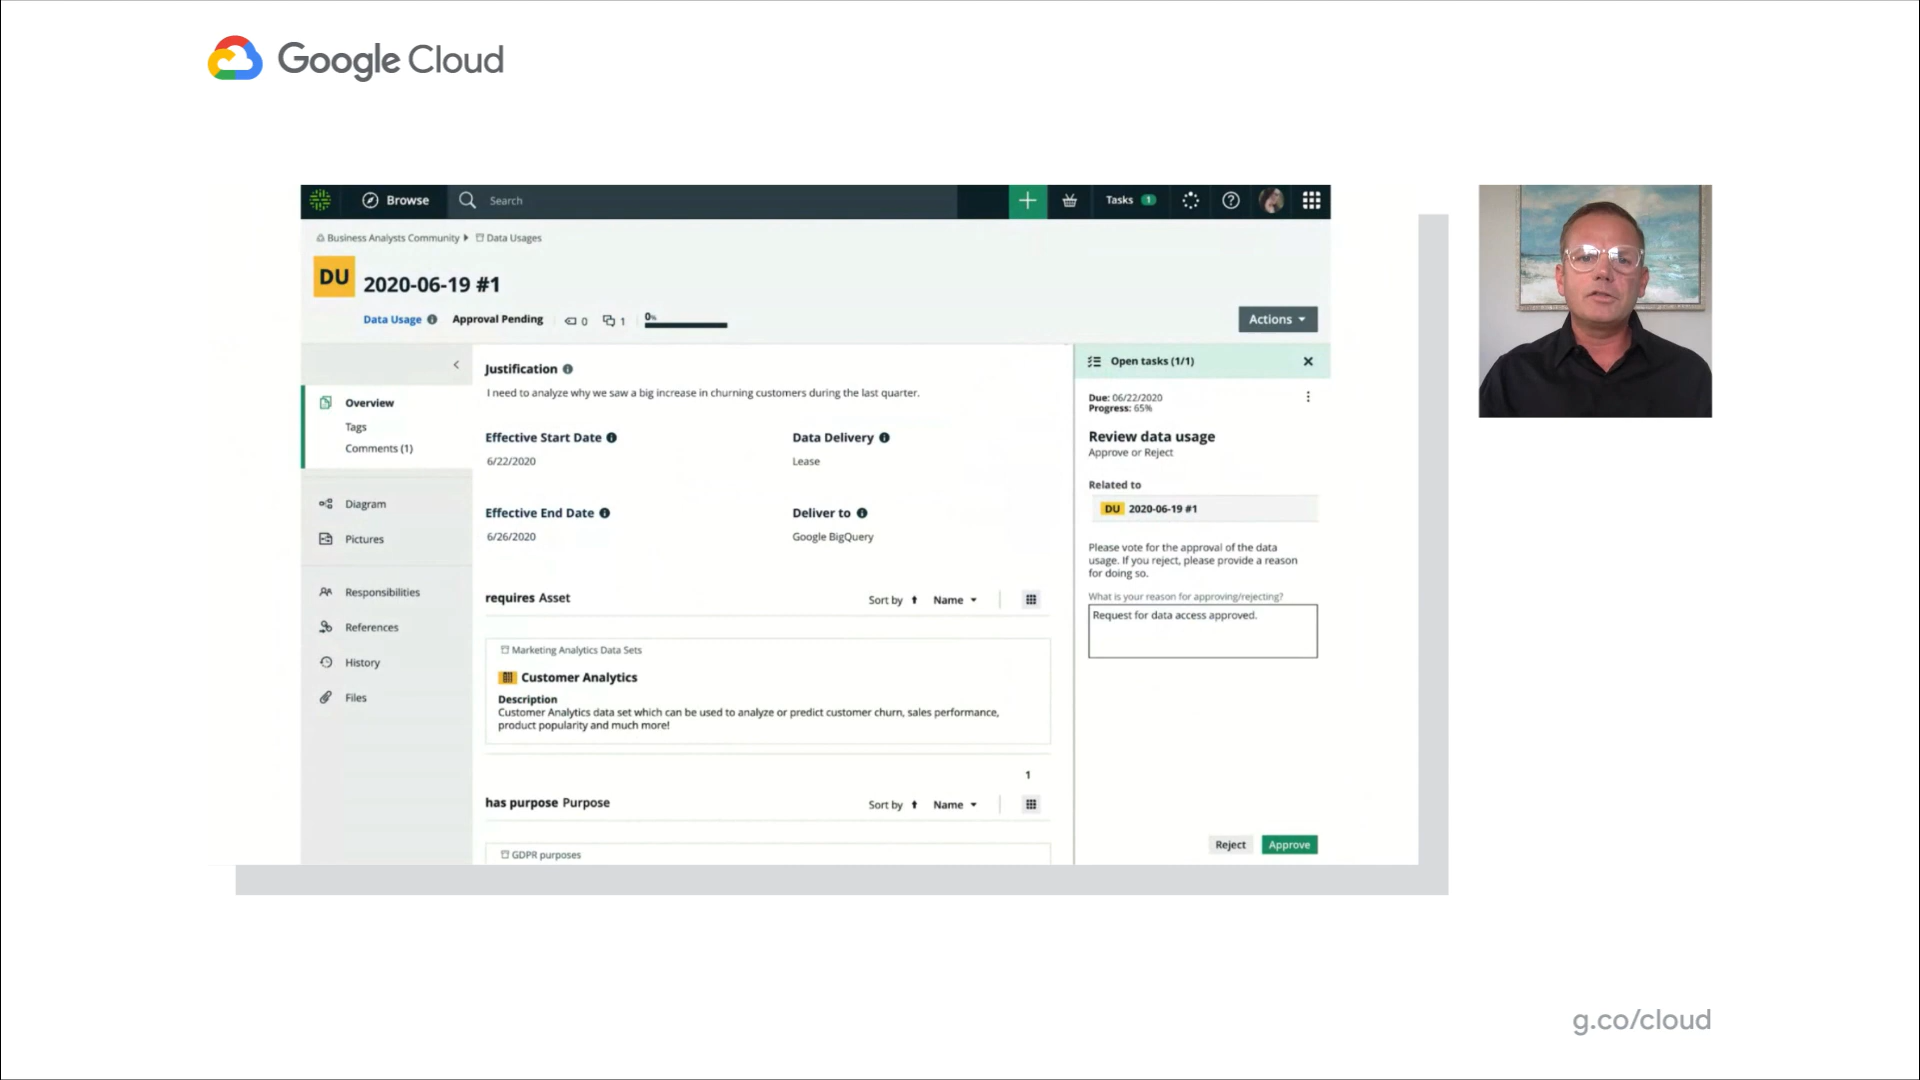 Google Cloud
Browse
Search
Tasks 1
Business Analysts Community
Data Usages
DU
2020-06-19 #1
Data Usage
Approval Pending
0
1
0%
Actions
Overview
Tags
Comments (1)
Diagram
Pictures
Responsibilities
References
History
Files
Justification
I need to analyze why we saw a big increase in churning customers during the last quarter.
Effective Start Date
6/22/2020
Data Delivery
Lease
Effective End Date
6/26/2020
Deliver to
Google BigQuery
requires Asset
Sort by
Name
Marketing Analytics Data Sets
Customer Analytics
Description
Customer Analytics data set which can be used to analyze or predict customer churn, sales performance,
product popularity and much more!
1
has purpose Purpose
Sort by
Name
GDPR purposes
Open tasks (1/1)
Due: 06/22/2020
Progress: 65%
Review data usage
Approve or Reject
Related to
DU 2020-06-19 #1
Please vote for the approval of the data
usage. If you reject, please provide a reason
for doing so.
What is your reason for approving/rejecting?
Request for data access approved.
Reject
Approve
g.co/cloud